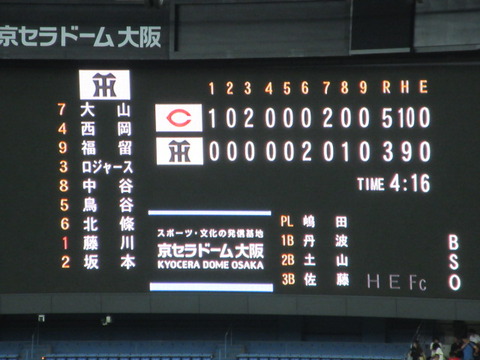 京セラドーム大阪
HT
7 大山
4 西岡
9 福留
3 ロジャース
8 中谷
5 鳥谷
6 北條
1 藤川
2 坂本
1 2 3 4 5 6 7 8 9 R H E
C 1 0 2 0 0 0 2 0 0 5 10 0
HT 0 0 0 0 0 2 0 1 0 3 9 0
TIME 4:16
スポーツ・文化の発信基地
京セラドーム大阪
KYOCERA DOME OSAKA
PL 嶋田
1B 丹波
2B 土山
3B 佐藤
H E Fc
B
S
O